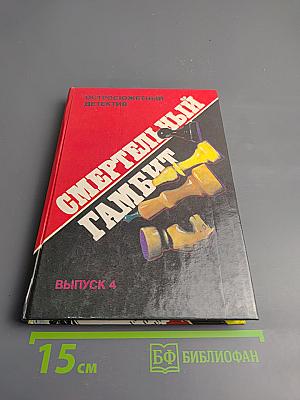 ОСТРОСЮЖЕТНЫЙ
ДЕТЕКТИВ
СМЕРТЕЛЬНЫЙ
ГАМБИТ
ВЫПУСК 4
15 см
БФ БИБЛИОФАН